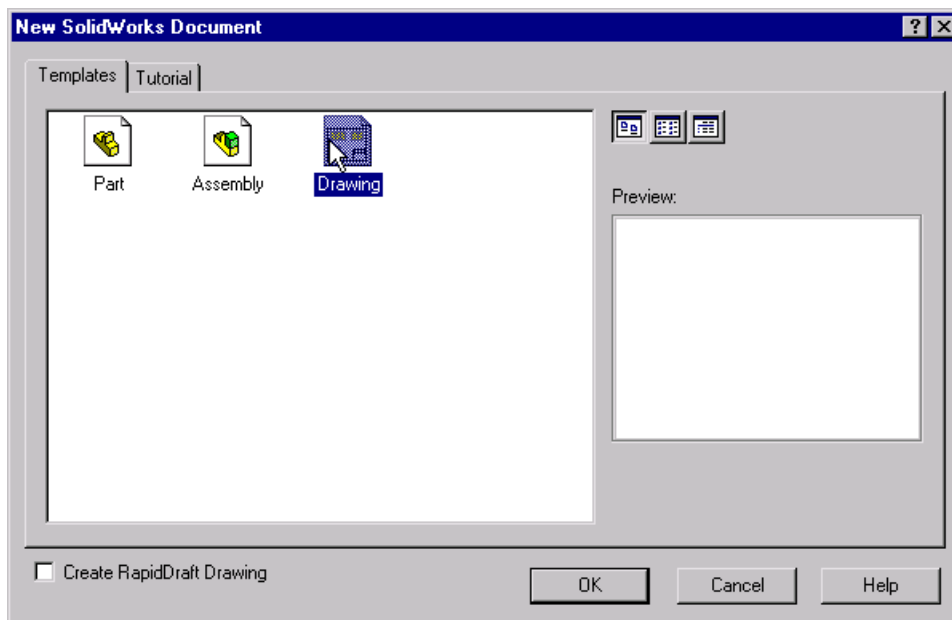 New SolidWorks Document
Templates Tutorial
Part Assembly Drawing
Preview:
Create RapidDraft Drawing
OK Cancel Help